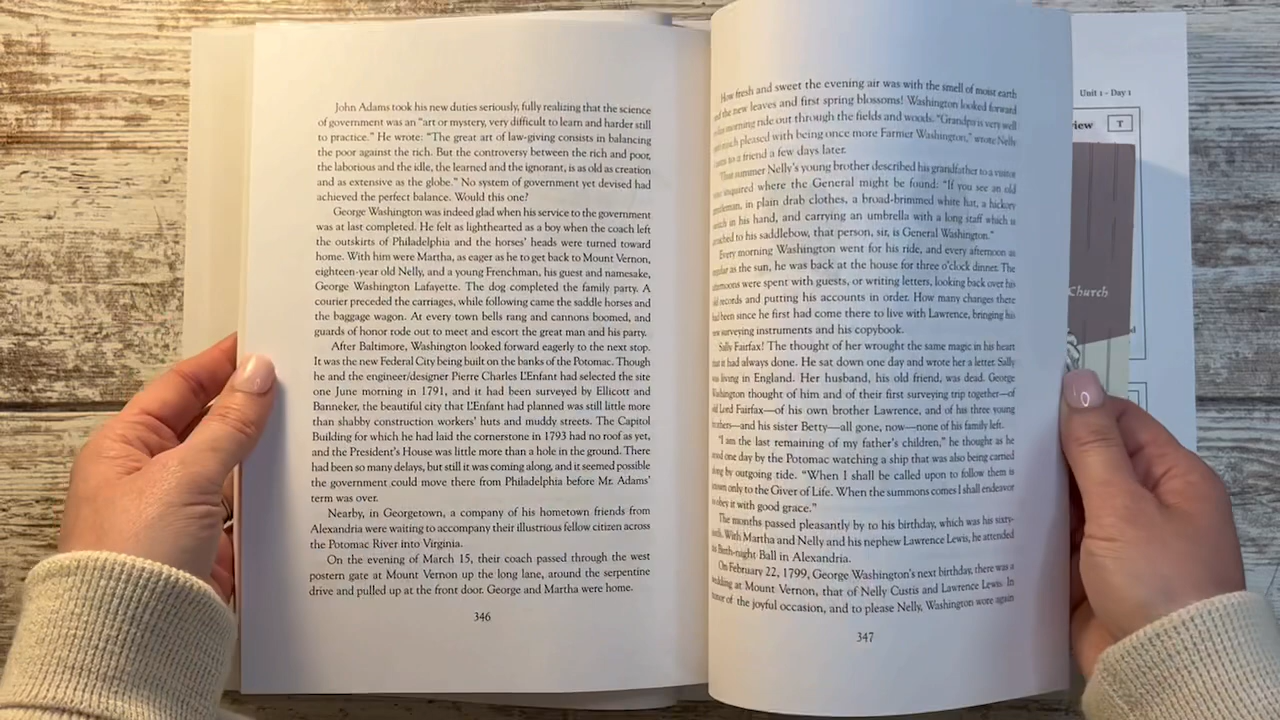 John Adams took his new duties seriously, fully realizing that the science
of government was an "art or mystery, very difficult to learn and harder still
to practice." He wrote: "The great art of law-giving consists in balancing
the poor against the rich. But the controversy between the rich and poor,
the laborious and the idle, the learned and the ignorant, is as old as creation
and as extensive as the globe." No system of government yet devised had
achieved the perfect balance. Would this one?
George Washington was indeed glad when his service to the government
was at last completed. He felt as lighthearted as a boy when the coach left
the outskirts of Philadelphia and the horses' heads were turned toward
home. With him were Martha, as eager as he to get back to Mount Vernon,
eighteen-year old Nelly, and a young Frenchman, his guest and namesake,
George Washington Lafayette. The dog completed the family party. A
courier preceded the carriages, while following came the saddle horses and
the baggage wagon. At every town bells rang and cannons boomed, and
guards of honor rode out to meet and escort the great man and his party.
After Baltimore, Washington looked forward eagerly to the next stop.
It was the new Federal City being built on the banks of the Potomac. Though
he and the engineer/designer Pierre Charles L'Enfant had selected the site
one June morning in 1791, and it had been surveyed by Ellicott and
Banneker, the beautiful city that L'Enfant had planned was still little more
than shabby construction workers' huts and muddy streets. The Capitol
Building for which he had laid the cornerstone in 1793 had no roof as yet,
and the President's House was little more than a hole in the ground. There
had been so many delays, but still it was coming along, and it seemed possible
the government could move there from Philadelphia before Mr. Adams'
term was over.
Nearby, in Georgetown, a company of his hometown friends from
Alexandria were waiting to accompany their illustrious fellow citizen across
the Potomac River into Virginia.
On the evening of March 15, their coach passed through the west
postern gate at Mount Vernon up the long lane, around the serpentine
drive and pulled up at the front door. George and Martha were home.
346
How fresh and sweet the evening air was with the smell of moist earth
and the new leaves and first spring blossoms! Washington looked forward
morning ride out through the fields and woods. "Grandpa is very well
much pleased with being once more Farmer Washington," wrote Nelly
to a friend a few days later.
That summer Nelly's young brother described his grandfather to a visitor
inquired where the General might be found: "If you see an old
gentleman, in plain drab clothes, a broad-brimmed white hat, a hickory
in his hand, and carrying an umbrella with a long staff which is
attached to his saddlebow, that person, sir, is General Washington."
Every morning Washington went for his ride, and every afternoon as
regular as the sun, he was back at the house for three o'clock dinner. The
afternoons were spent with guests, or writing letters, looking back over his
old records and putting his accounts in order. How many changes there
had been since he first had come there to live with Lawrence, bringing his
new surveying instruments and his copybook.
Sally Fairfax! The thought of her wrought the same magic in his heart
that it had always done. He sat down one day and wrote her a letter. Sally
was living in England. Her husband, his old friend, was dead. George
Washington thought of him and of their first surveying trip together—of
old Lord Fairfax—of his own brother Lawrence, and of his three young
brothers—and his sister Betty—all gone, now—none of his family left.
"I am the last remaining of my father's children," he thought as he
stood one day by the Potomac watching a ship that was also being carried
along by outgoing tide. "When I shall be called upon to follow them is
known only to the Giver of Life. When the summons comes I shall endeavor
to obey it with good grace."
The months passed pleasantly by to his birthday, which was his sixty-
With Martha and Nelly and his nephew Lawrence Lewis, he attended
Birth-night Ball in Alexandria.
On February 22, 1799, George Washington's next birthday, there was a
wedding at Mount Vernon, that of Nelly Custis and Lawrence Lewis. In
honor of the joyful occasion, and to please Nelly, Washington wore again
347
Unit 1 – Day 1
T
Church